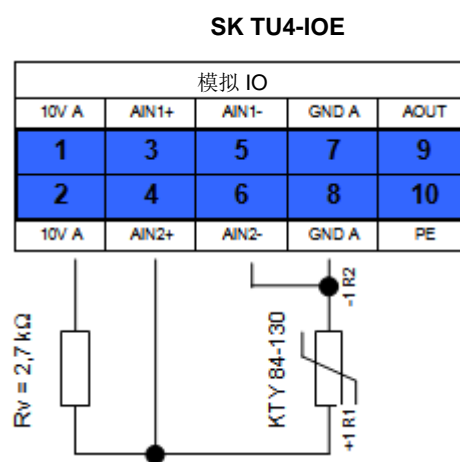 SK TU4-IOE
模拟 IO
10V A AIN1+ AIN1- GND A AOUT
1 3 5 7 9
2 4 6 8 10
10V A AIN2+ AIN2- GND A PE
Rv = 2,7 kΩ
KTY 84-130
-1 R2
+1 R1